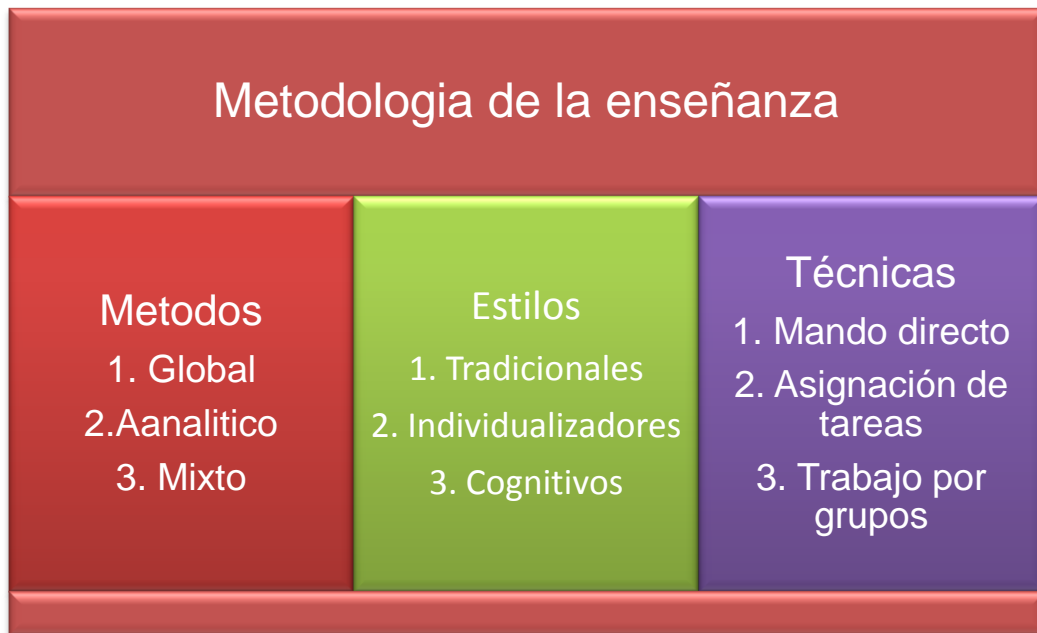 Metodologia de la enseñanza
Metodos
1. Global
2.Aanalitico
3. Mixto
Estilos
1. Tradicionales
2. Individualizadores
3. Cognitivos
Técnicas
1. Mando directo
2. Asignación de
tareas
3. Trabajo por
grupos